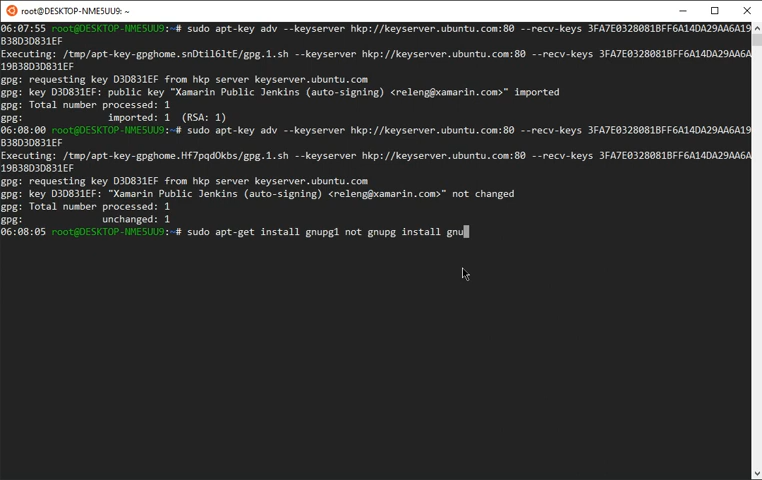 root@DESKTOP-NME5UU9: ~
06:07:55 root@DESKTOP-NME5UU9:~# sudo apt-key adv --keyserver hkp://keyserver.ubuntu.com:80 --recv-keys 3FA7E0328081BFF6A14DA29AA6A19
B38D3D831EF
Executing: /tmp/apt-key-gpghome.snDtil6ltE/gpg.1.sh --keyserver hkp://keyserver.ubuntu.com:80 --recv-keys 3FA7E0328081BFF6A14DA29AA6A
19B38D3D831EF
gpg: requesting key D3D831EF from hkp server keyserver.ubuntu.com
gpg: key D3D831EF: public key "Xamarin Public Jenkins (auto-signing) <releng@xamarin.com>" imported
gpg: Total number processed: 1
gpg:               imported: 1  (RSA: 1)
06:08:00 root@DESKTOP-NME5UU9:~# sudo apt-key adv --keyserver hkp://keyserver.ubuntu.com:80 --recv-keys 3FA7E0328081BFF6A14DA29AA6A19
B38D3D831EF
Executing: /tmp/apt-key-gpghome.Hf7pqdOkbs/gpg.1.sh --keyserver hkp://keyserver.ubuntu.com:80 --recv-keys 3FA7E0328081BFF6A14DA29AA6A
19B38D3D831EF
gpg: requesting key D3D831EF from hkp server keyserver.ubuntu.com
gpg: key D3D831EF: "Xamarin Public Jenkins (auto-signing) <releng@xamarin.com>" not changed
gpg: Total number processed: 1
gpg:              unchanged: 1
06:08:05 root@DESKTOP-NME5UU9:~# sudo apt-get install gnupg1 not gnupg install gnu